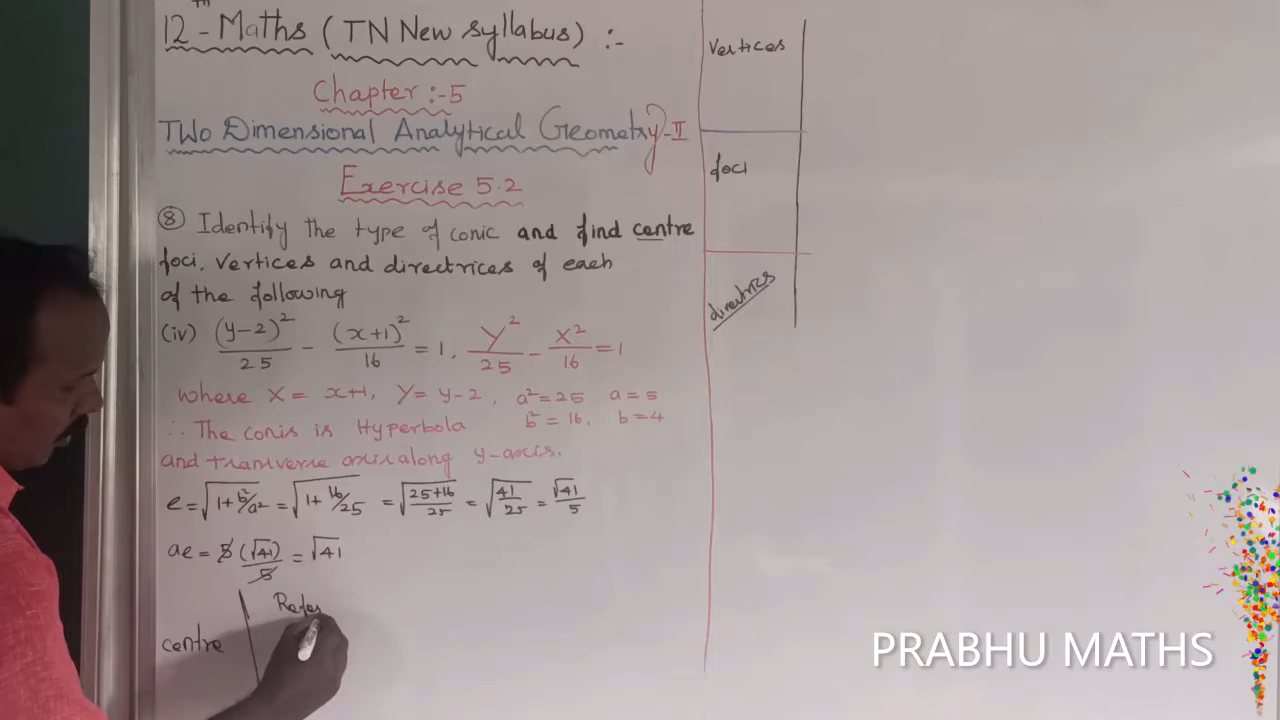 12th - Maths (TN New syllabus) :-
Chapter :-5
Two Dimensional Analytical Geometry-II
Exercise 5.2
⑧ Identify the type of conic and find centre
foci, vertices and directrices of each
of the following
(iv) (y-2)²/25 - (x+1)²/16 = 1, Y²/25 - X²/16 = 1
where X = x+1, Y = y-2, a² = 25 a = 5
∴ The conis is Hyperbola b² = 16, b = 4
and tranverse axis along y-axis.
e = √(1+b²/a²) = √(1+16/25) = √((25+16)/25) = √(41/25) = √41/5
ae = 5(√41)/5 = √41
Refer
centre
vertices
foci
directrics
PRABHU MATHS